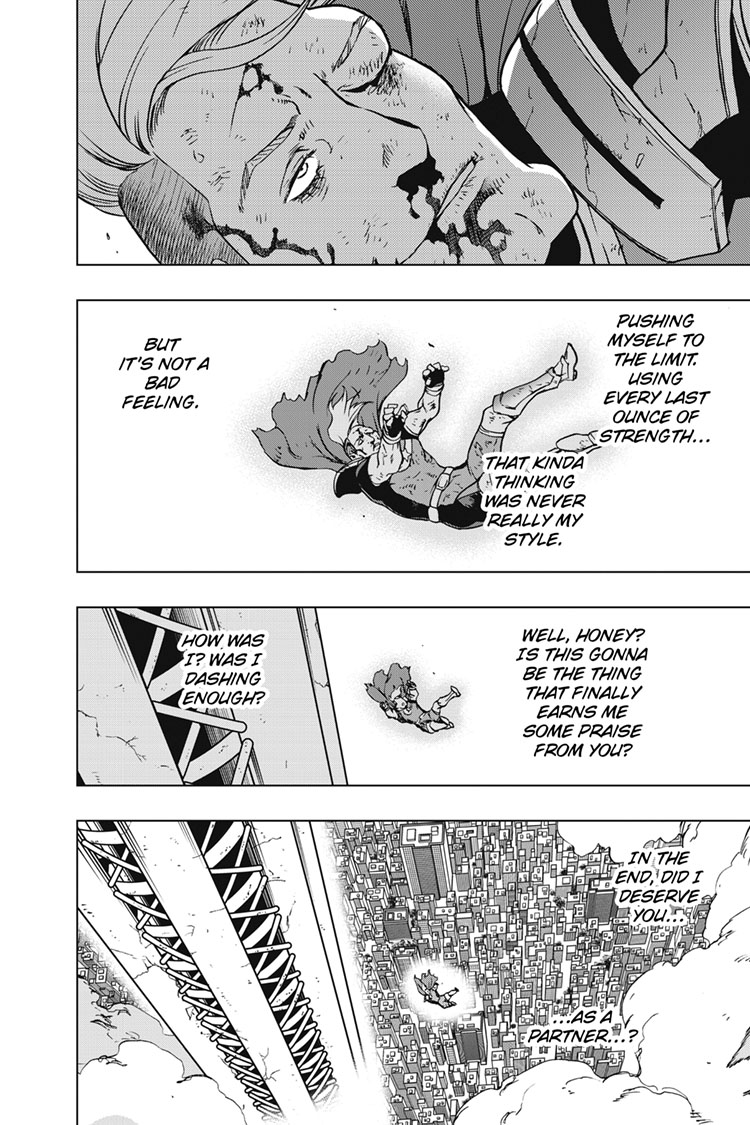 PUSHING
MYSELF TO
THE LIMIT.
USING
EVERY LAST
OUNCE OF
STRENGTH...
THAT KINDA
THINKING
WAS NEVER
REALLY MY
STYLE.
BUT
IT'S NOT A
BAD
FEELING.
WELL, HONEY?
IS THIS GONNA
BE THE THING
THAT FINALLY
EARNS ME
SOME PRAISE
FROM YOU?
HOW WAS
I? WAS I
DASHING
ENOUGH?
IN THE
END, DID I
DESERVE
YOU...
...AS A
PARTNER...?